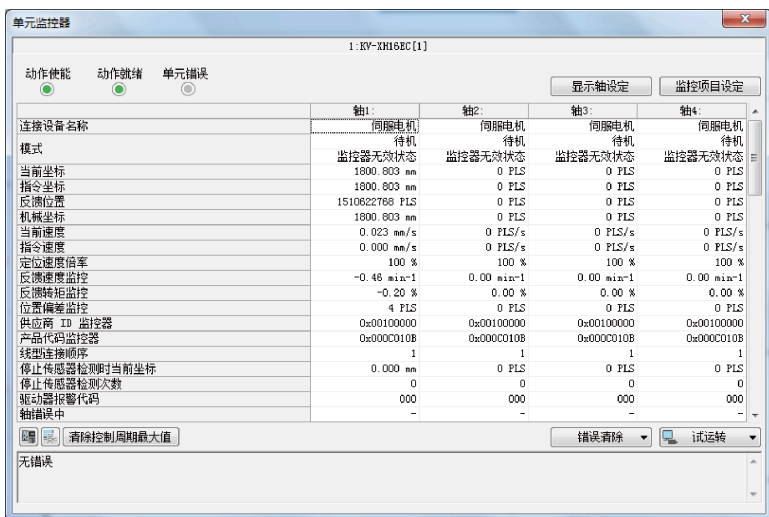 单元监控器
1:KV-XH16EC[1]
动作使能 动作就绪 单元错误
显示轴设定 监控项目设定
轴1: 轴2: 轴3: 轴4:
连接设备名称 伺服电机 伺服电机 伺服电机 伺服电机
模式 待机 待机 待机 待机
监控器无效状态 监控器无效状态 监控器无效状态 监控器无效状态
当前坐标 1800.803 mm 0 PLS 0 PLS 0 PLS
指令坐标 1800.803 mm 0 PLS 0 PLS 0 PLS
反馈位置 1510622768 PLS 0 PLS 0 PLS 0 PLS
机械坐标 1800.803 mm 0 PLS 0 PLS 0 PLS
当前速度 0.023 mm/s 0 PLS/s 0 PLS/s 0 PLS/s
指令速度 0.000 mm/s 0 PLS/s 0 PLS/s 0 PLS/s
定位速度倍率 100 % 100 % 100 % 100 %
反馈速度监控 -0.46 min-1 0.00 min-1 0.00 min-1 0.00 min-1
反馈转矩监控 -0.20 % 0.00 % 0.00 % 0.00 %
位置偏差监控 4 PLS 0 PLS 0 PLS 0 PLS
供应商 ID 监控器 0x00100000 0x00100000 0x00100000 0x00100000
产品代码监控器 0x000C010B 0x000C010B 0x000C010B 0x000C010B
线型连接顺序 1 1 1 1
停止传感器检测时当前坐标 0.000 mm 0 PLS 0 PLS 0 PLS
停止传感器检测次数 0 0 0 0
驱动器报警代码 000 000 000 000
轴错误中 - - - -
清除控制周期最大值 错误清除 试运转
无错误